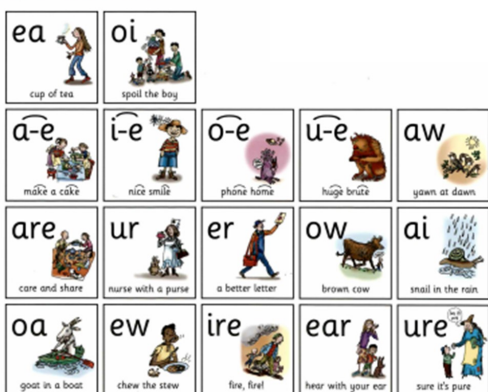 ea
cup of tea
oi
spoil the boy
a-e
make a cake
i-e
nice smile
o-e
phone home
u-e
huge brute
aw
yawn at dawn
are
care and share
ur
nurse with a purse
er
a better letter
ow
brown cow
ai
snail in the rain
oa
goat in a boat
ew
chew the stew
ire
fire, fire!
ear
hear with your ear
ure
sure it's pure